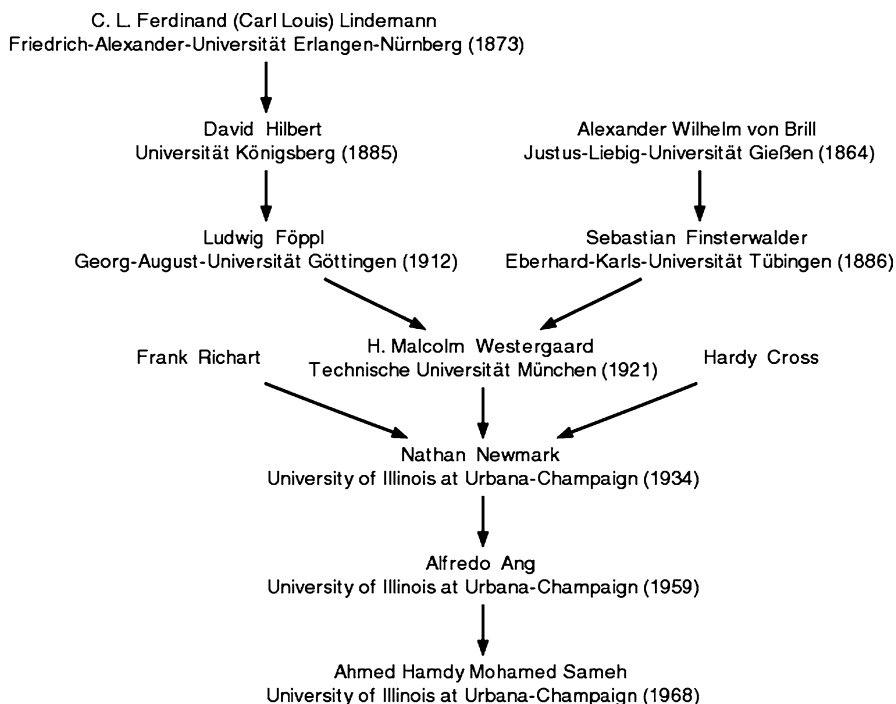 C. L. Ferdinand (Carl Louis) Lindemann
Friedrich-Alexander-Universität Erlangen-Nürnberg (1873)
David Hilbert
Universität Königsberg (1885)
Alexander Wilhelm von Brill
Justus-Liebig-Universität Gießen (1864)
Ludwig Föppl
Georg-August-Universität Göttingen (1912)
Sebastian Finsterwalder
Eberhard-Karls-Universität Tübingen (1886)
Frank Richart
H. Malcolm Westergaard
Technische Universität München (1921)
Hardy Cross
Nathan Newmark
University of Illinois at Urbana-Champaign (1934)
Alfredo Ang
University of Illinois at Urbana-Champaign (1959)
Ahmed Hamdy Mohamed Sameh
University of Illinois at Urbana-Champaign (1968)